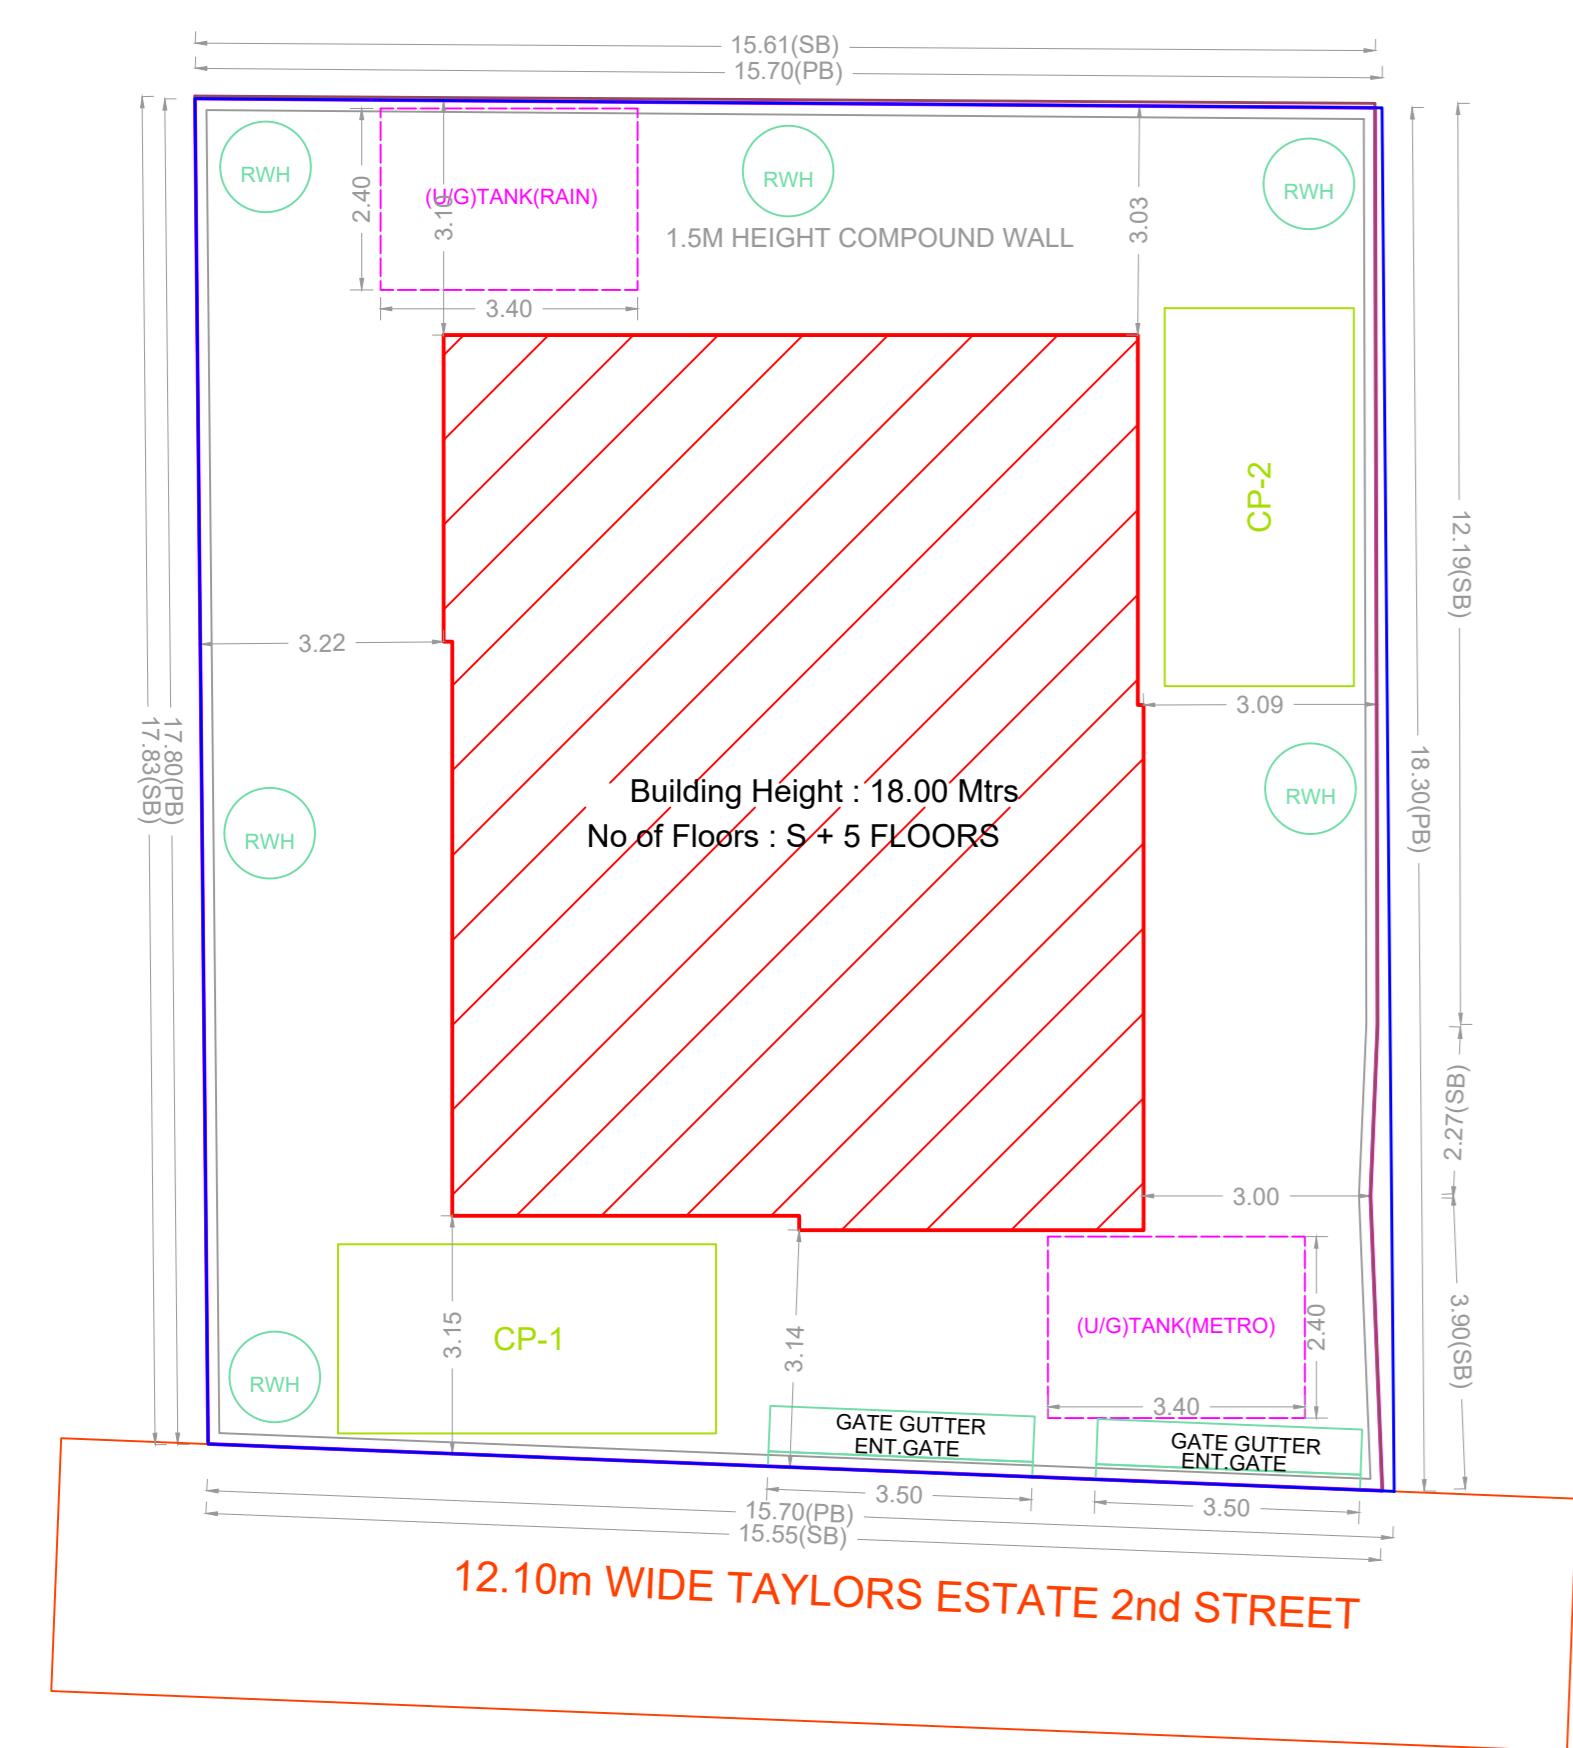 15.61(SB)
15.70(PB)
RWH
RWH
RWH
(U/G)TANK(RAIN)
2.40
3.10
3.03
1.5M HEIGHT COMPOUND WALL
3.40
CP-2
12.19(SB)
3.22
3.09
17.83(SB)
17.80(PB)
18.30(PB)
Building Height : 18.00 Mtrs
No of Floors : S + 5 FLOORS
RWH
RWH
2.27(SB)
3.00
3.15
CP-1
3.14
(U/G)TANK(METRO)
2.40
3.90(SB)
RWH
3.40
GATE GUTTER
ENT.GATE
GATE GUTTER
ENT.GATE
3.50
3.50
15.70(PB)
15.55(SB)
12.10m WIDE TAYLORS ESTATE 2nd STREET